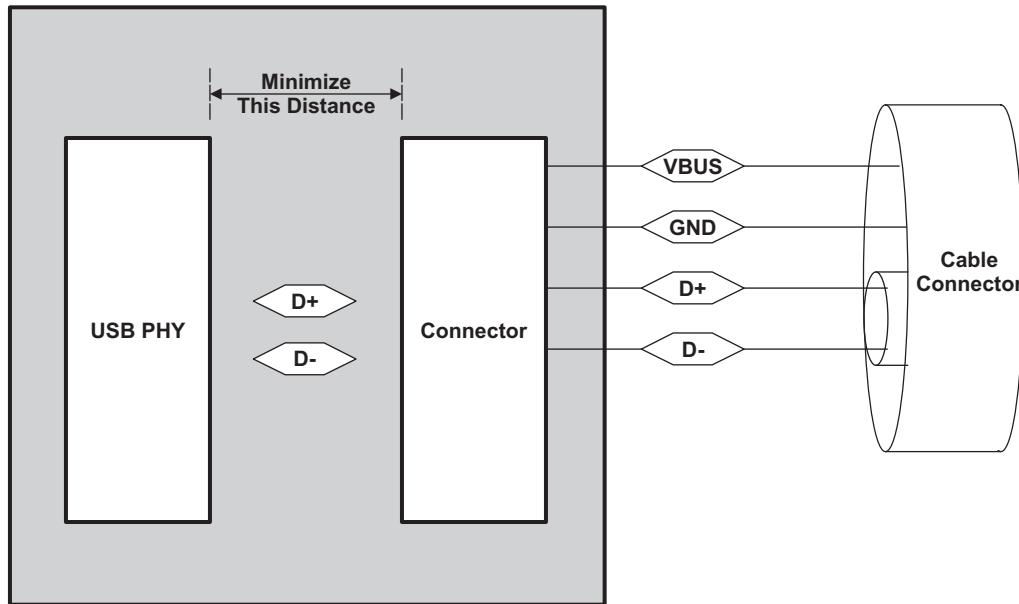 Minimize
This Distance
VBUS
GND
D+
D-
Cable
Connector
D+
D-
USB PHY
Connector